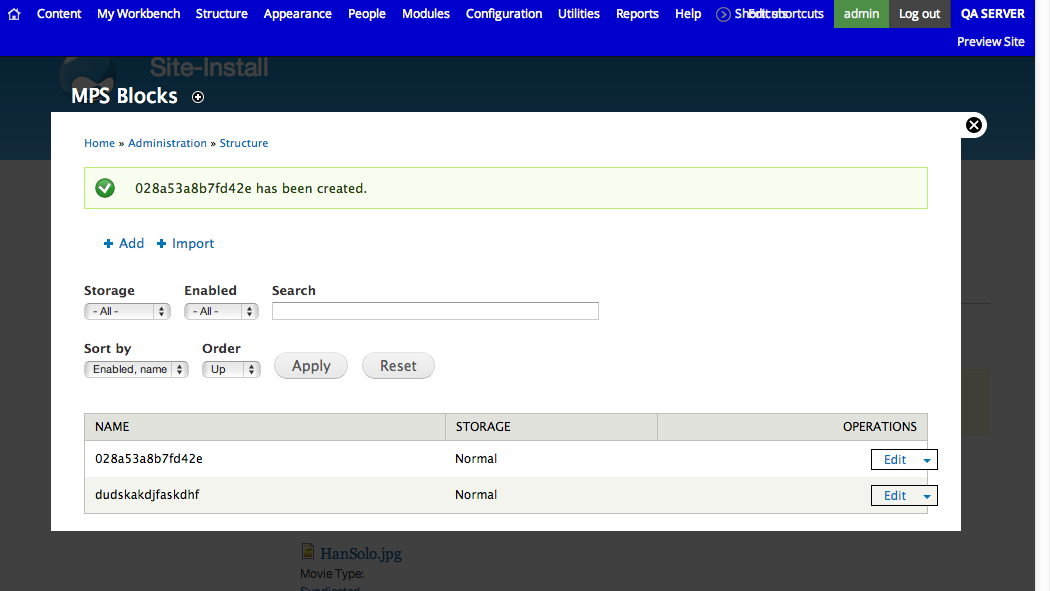 Content My Workbench Structure Appearance People Modules Configuration Utilities Reports Help Edit shortcuts admin Log out QA SERVER
Preview Site
Site-Install
MPS Blocks
Home » Administration » Structure
028a53a8b7fd42e has been created.
Add Import
Storage Enabled Search
- All - - All -
Sort by Order
Enabled, name Up Apply Reset
NAME STORAGE OPERATIONS
028a53a8b7fd42e Normal Edit
dudskakdjfaskdhf Normal Edit
HanSolo.jpg
Movie Type:
Syndicated